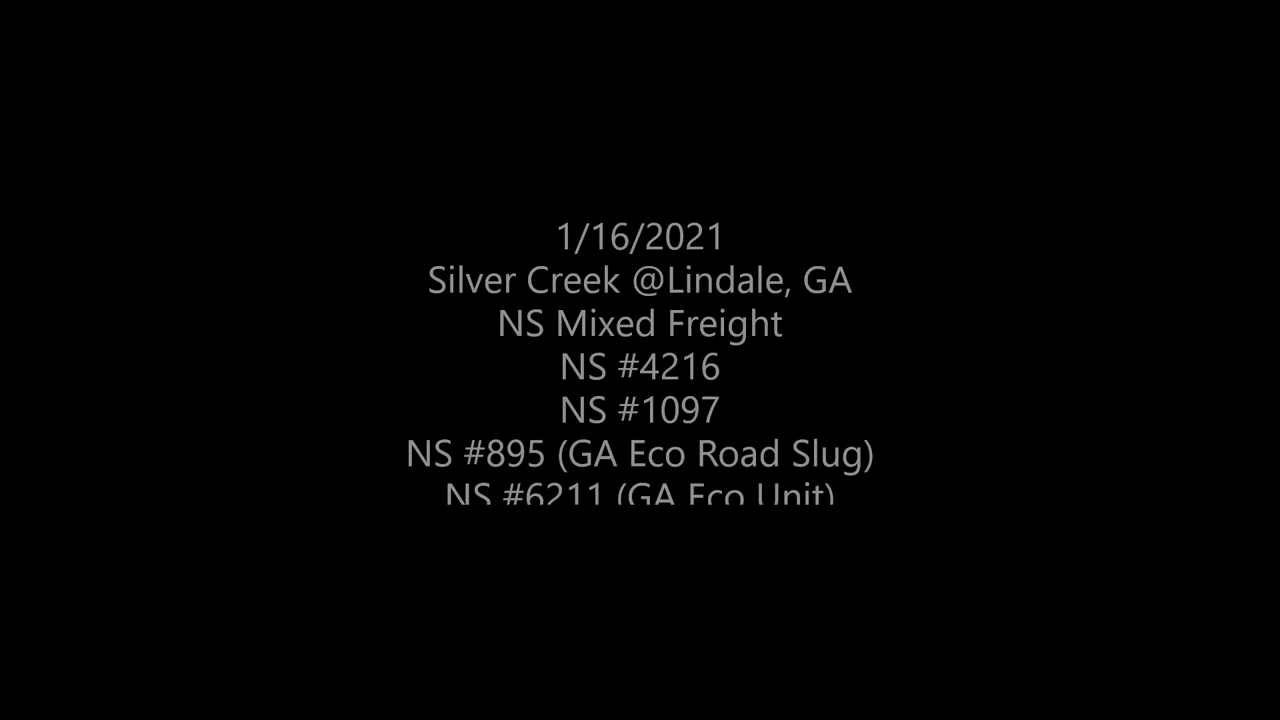 1/16/2021
Silver Creek @Lindale, GA
NS Mixed Freight
NS #4216
NS #1097
NS #895 (GA Eco Road Slug)
NS #6211 (GA Eco Unit)